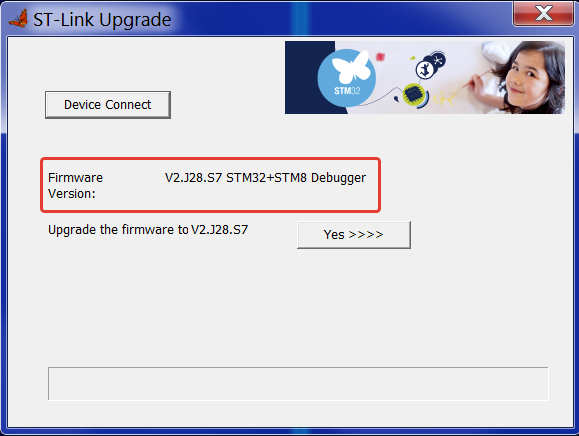 ST-Link Upgrade
STM32
Device Connect
Firmware Version: V2.J28.S7 STM32+STM8 Debugger
Upgrade the firmware to V2.J28.S7
Yes >>>>